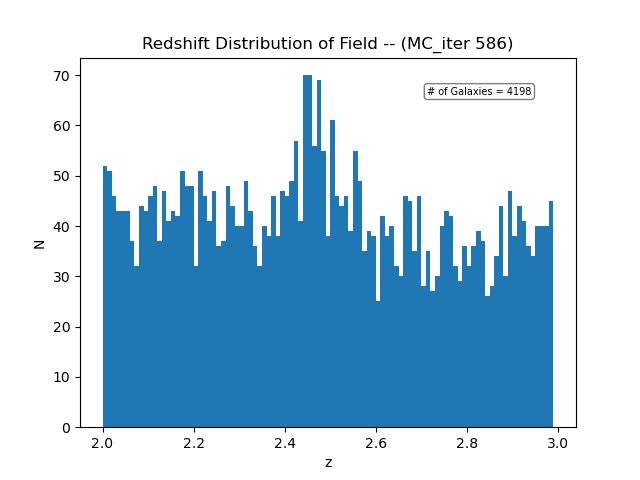 Redshift Distribution of Field -- (MC_iter 586)
# of Galaxies = 4198
70
60
50
40
30
20
10
0
N
2.0 2.2 2.4 2.6 2.8 3.0
z